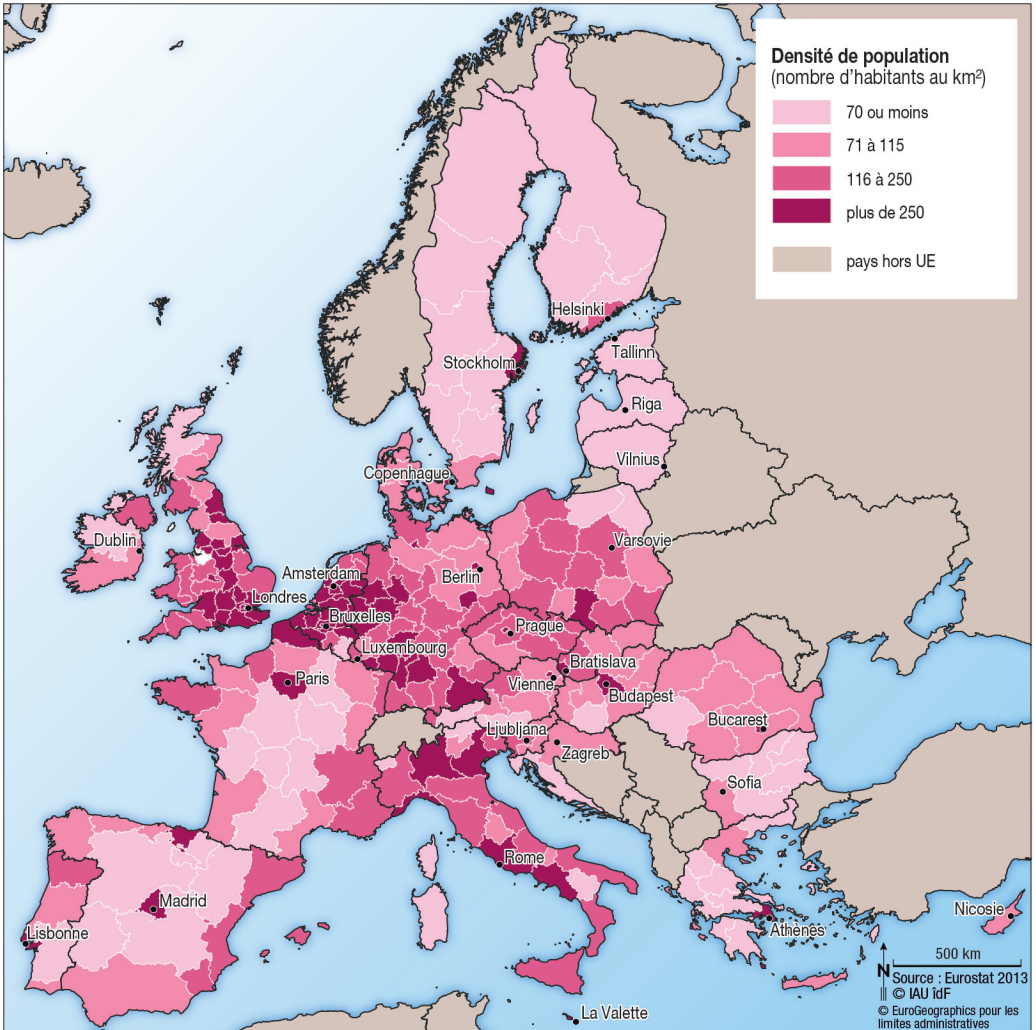 Densité de population
(nombre d'habitants au km²)
70 ou moins
71 à 115
116 à 250
plus de 250
pays hors UE
Helsinki
Tallinn
Stockholm
Riga
Vilnius
Copenhague
Dublin
Varsovie
Amsterdam
Berlin
Londres
Bruxelles
Prague
Luxembourg
Bratislava
Paris
Vienne
Budapest
Bucarest
Ljubljana
Zagreb
Sofia
Rome
Madrid
Nicosie
Lisbonne
Athènes
500 km
N
Source : Eurostat 2013
© IAU îdF
© EuroGeographics pour les
limites administratives
La Valette